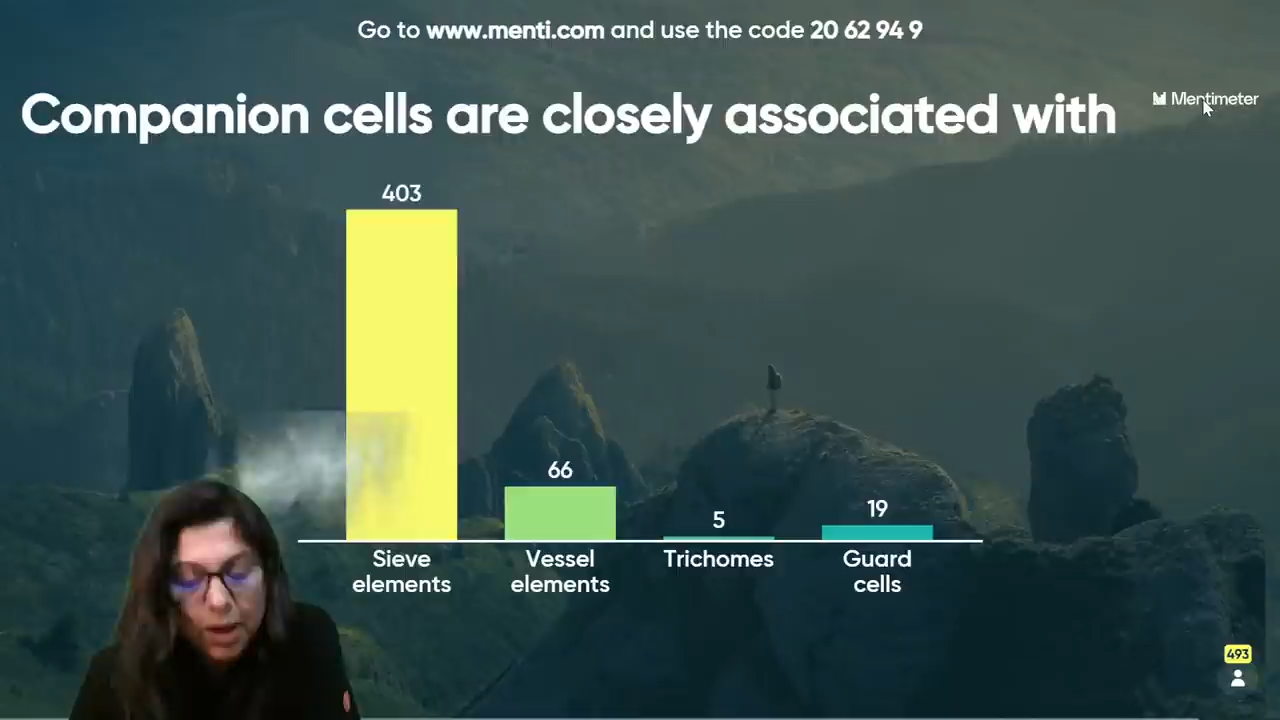 Go to www.menti.com and use the code 20 62 94 9
Companion cells are closely associated with
Mentimeter
403
66
5
19
Sieve
elements
Vessel
elements
Trichomes
Guard
cells
493